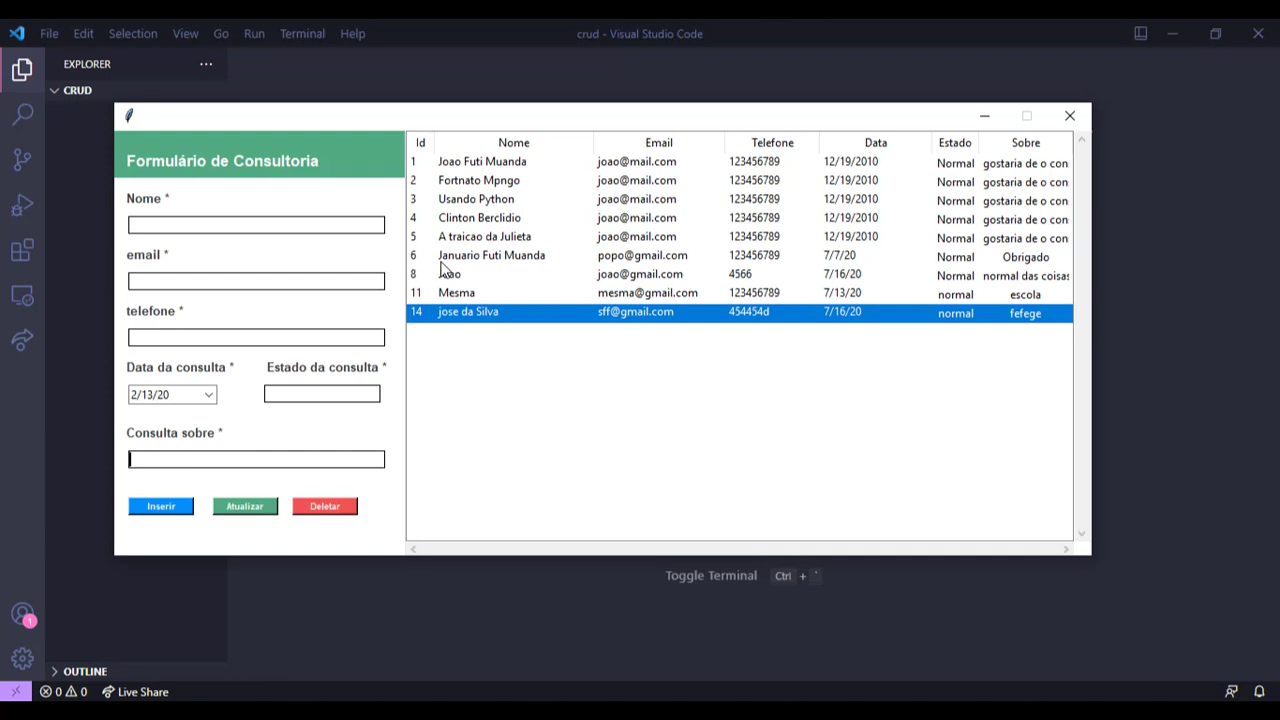 File Edit Selection View Go Run Terminal Help
crud - Visual Studio Code
EXPLORER
CRUD
Formulário de Consultoria
Nome *
email *
telefone *
Data da consulta * Estado da consulta *
2/13/20
Consulta sobre *
Inserir Atualizar Deletar
Id Nome Email Telefone Data Estado Sobre
1 Joao Futi Muanda joao@mail.com 123456789 12/19/2010 Normal gostaria de o con
2 Fortnato Mpngo joao@mail.com 123456789 12/19/2010 Normal gostaria de o con
3 Usando Python joao@mail.com 123456789 12/19/2010 Normal gostaria de o con
4 Clinton Berclidio joao@mail.com 123456789 12/19/2010 Normal gostaria de o con
5 A traicao da Julieta joao@mail.com 123456789 12/19/2010 Normal gostaria de o con
6 Januario Futi Muanda popo@gmail.com 123456789 7/7/20 Normal Obrigado
8 joao@gmail.com 4566 7/16/20 Normal normal das coisas
11 Mesma mesma@gmail.com 123456789 7/13/20 normal escola
14 jose da Silva sff@gmail.com 454454d 7/16/20 normal fefege
Toggle Terminal Ctrl + `
OUTLINE
1
0 0 Live Share